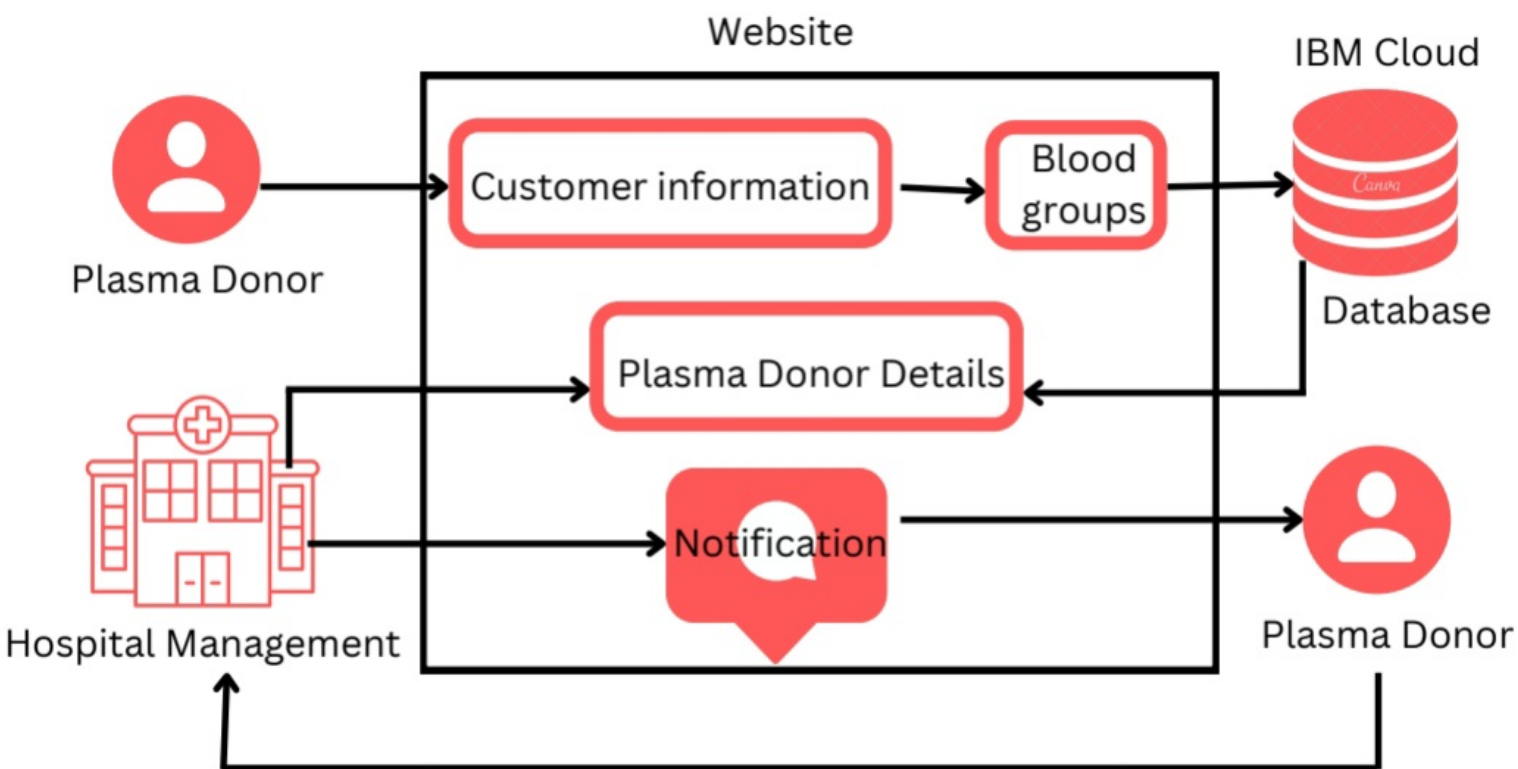 Website
IBM Cloud
Customer information
Blood
groups
Canva
Plasma Donor
Database
Plasma Donor Details
Notification
Hospital Management
Plasma Donor